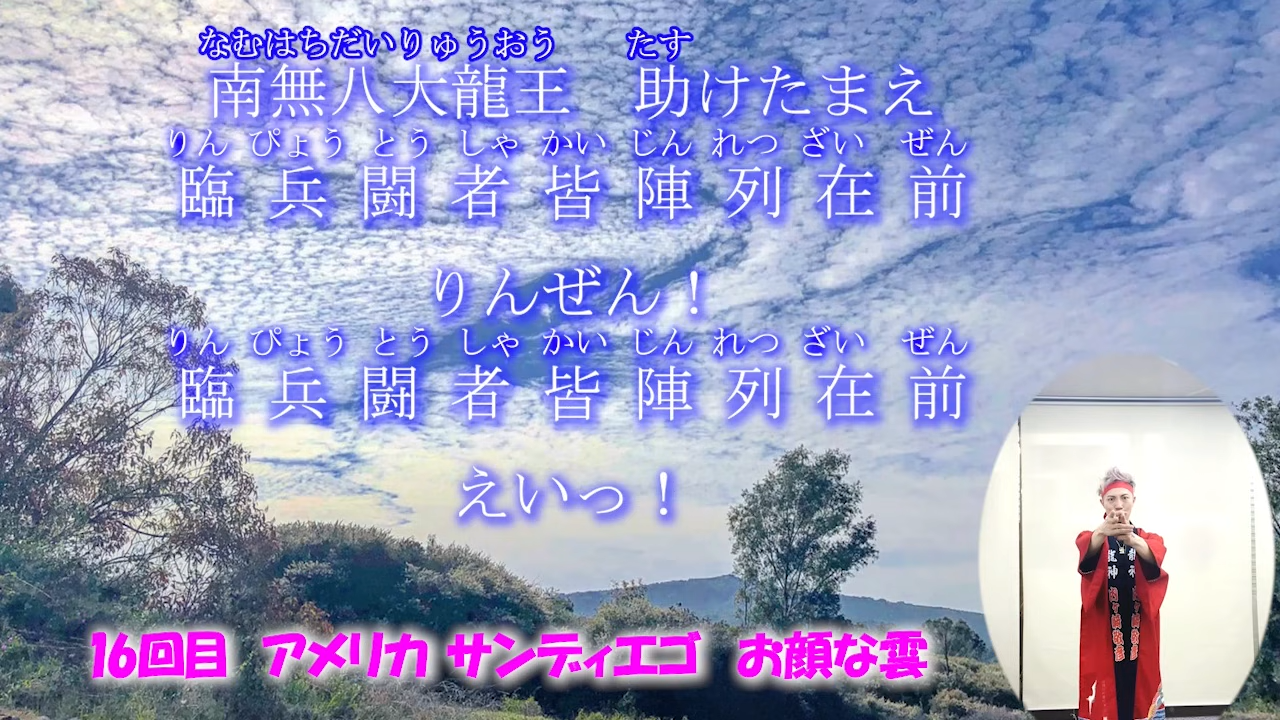 なむはちだいりゅうおう たす
南無八大龍王 助けたまえ
りん ぴょう とう しゃ かい じん れつ ざい ぜん
臨 兵 闘 者 皆 陣 列 在 前
りんぜん！
りん ぴょう とう しゃ かい じん れつ ざい ぜん
臨 兵 闘 者 皆 陣 列 在 前
えいっ！
16回目 アメリカ サンディエゴ お顔な雲
龍神